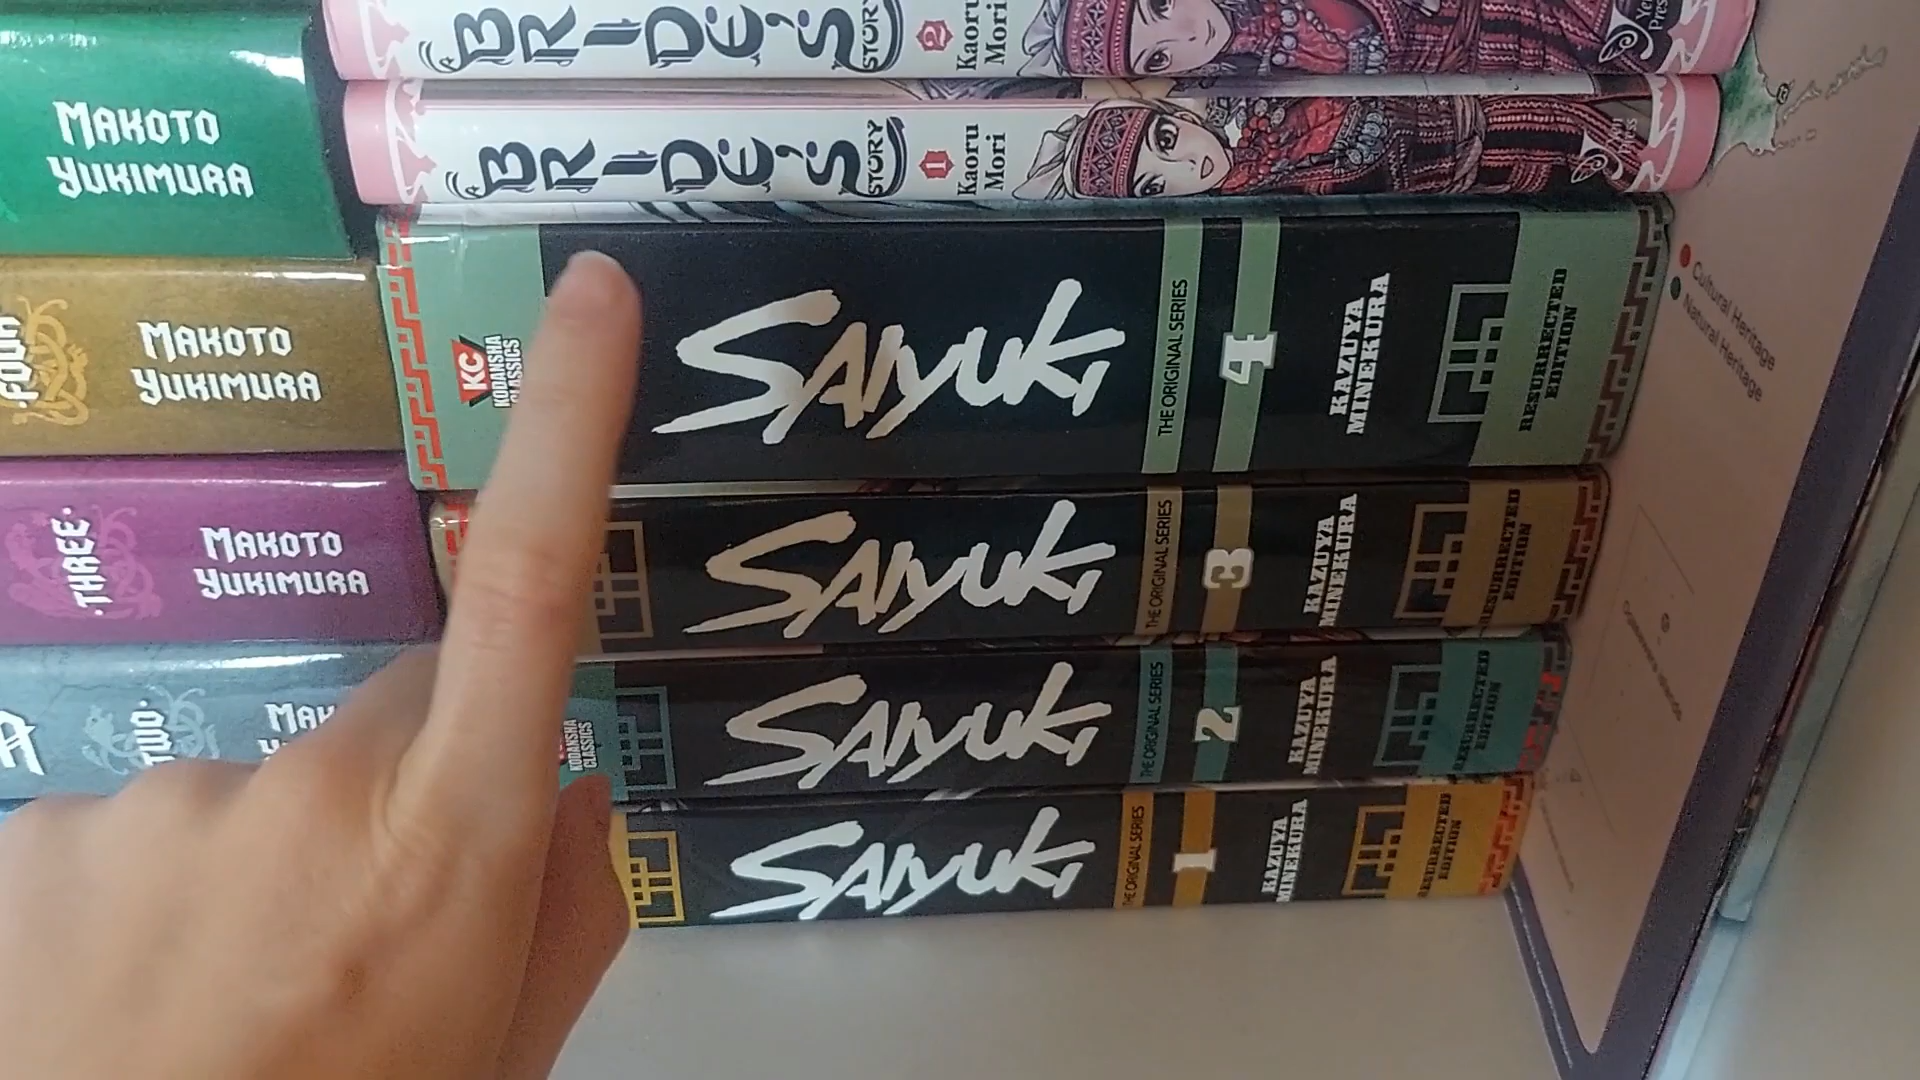 MAKOTO
YUKIMURA
FOUR
MAKOTO
YUKIMURA
THREE
MAKOTO
YUKIMURA
TWO
A BRIDE'S STORY
2
Kaoru
Mori
Yen
Press
A BRIDE'S STORY
1
Kaoru
Mori
KC
KODANSHA
CLASSICS
SAIYUKI
THE ORIGINAL SERIES
4
KAZUYA
MINEKURA
RESURRECTED
EDITION
SAIYUKI
THE ORIGINAL SERIES
3
KAZUYA
MINEKURA
RESURRECTED
EDITION
KODANSHA
CLASSICS
SAIYUKI
THE ORIGINAL SERIES
2
KAZUYA
MINEKURA
RESURRECTED
EDITION
SAIYUKI
THE ORIGINAL SERIES
1
KAZUYA
MINEKURA
RESURRECTED
EDITION
Cultural Heritage
Natural Heritage